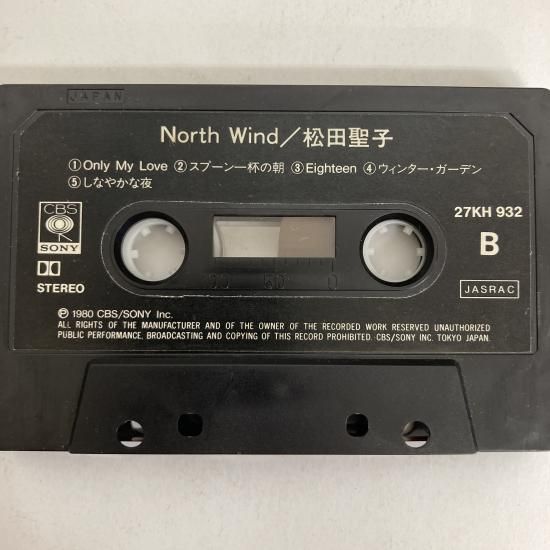 JAPAN
North Wind/松田聖子
①Only My Love ②スプーン一杯の朝 ③Eighteen ④ウィンター・ガーデン
⑤しなやかな夜
CBS
SONY
27KH 932
B
STEREO
JASRAC
100 50 0
Ⓟ 1980 CBS/SONY Inc.
ALL RIGHTS OF THE MANUFACTURER AND OF THE OWNER OF THE RECORDED WORK RESERVED UNAUTHORIZED
PUBLIC PERFORMANCE, BROADCASTING AND COPYING OF THIS RECORD PROHIBITED. CBS/SONY INC. TOKYO JAPAN.